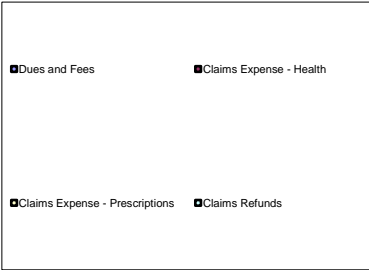 Dues and Fees
Claims Expense - Health
Claims Expense - Prescriptions
Claims Refunds